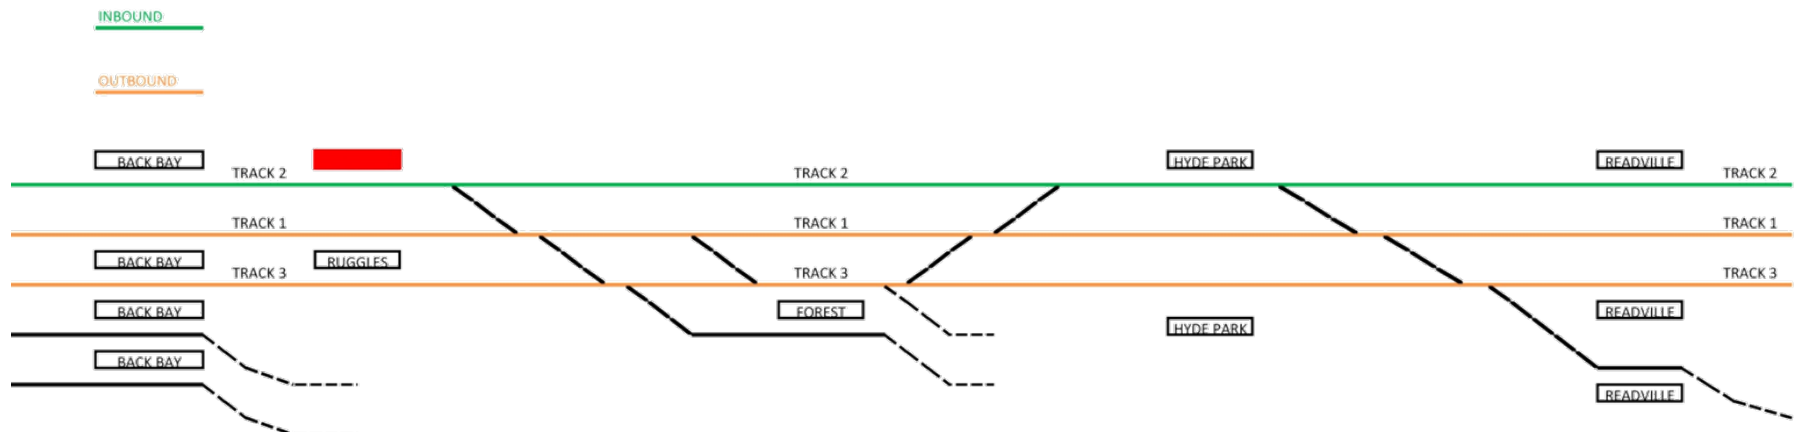 INBOUND
OUTBOUND
BACK BAY
HYDE PARK
READVILLE
TRACK 2
TRACK 2
TRACK 2
TRACK 1
TRACK 1
TRACK 1
BACK BAY
RUGGLES
TRACK 3
TRACK 3
TRACK 3
BACK BAY
FOREST
READVILLE
HYDE PARK
BACK BAY
READVILLE